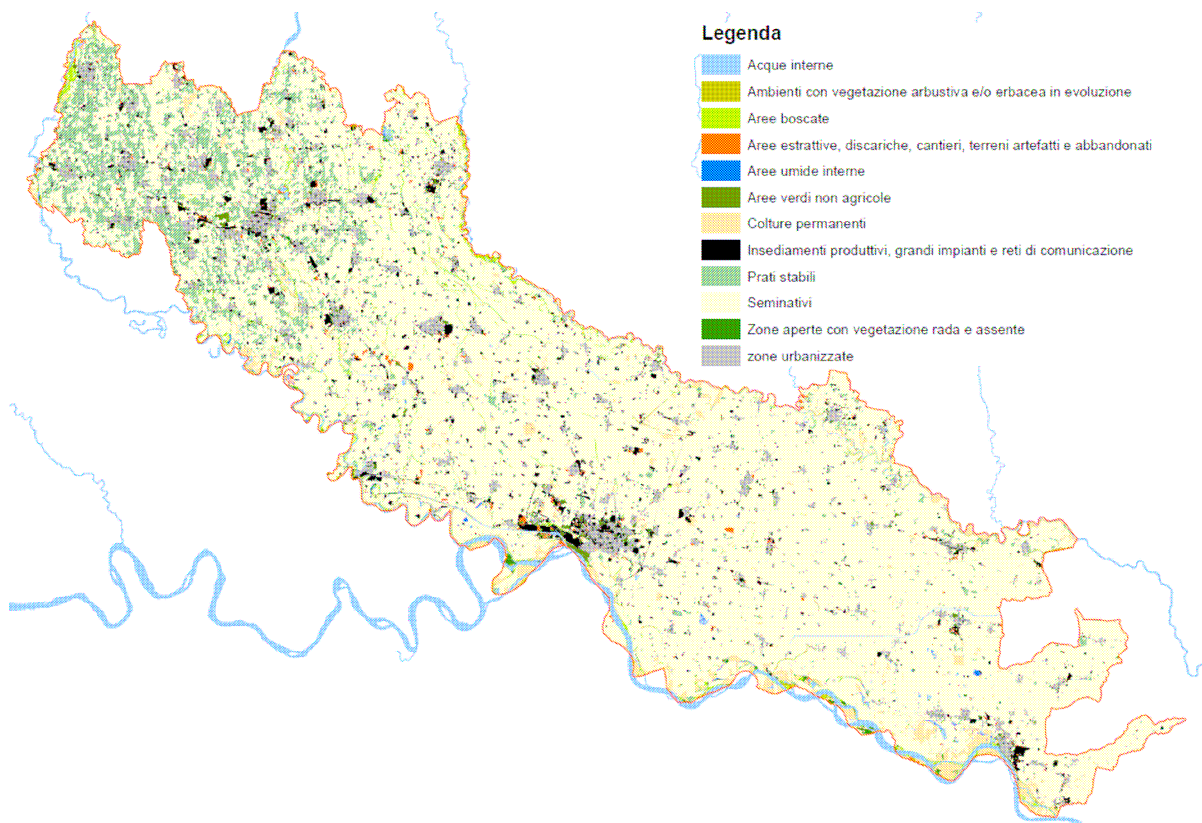 Legenda
Acque interne
Ambienti con vegetazione arbustiva e/o erbacea in evoluzione
Aree boscate
Aree estrattive, discariche, cantieri, terreni artefatti e abbandonati
Aree umide interne
Aree verdi non agricole
Colture permanenti
Insediamenti produttivi, grandi impianti e reti di comunicazione
Prati stabili
Seminativi
Zone aperte con vegetazione rada e assente
zone urbanizzate